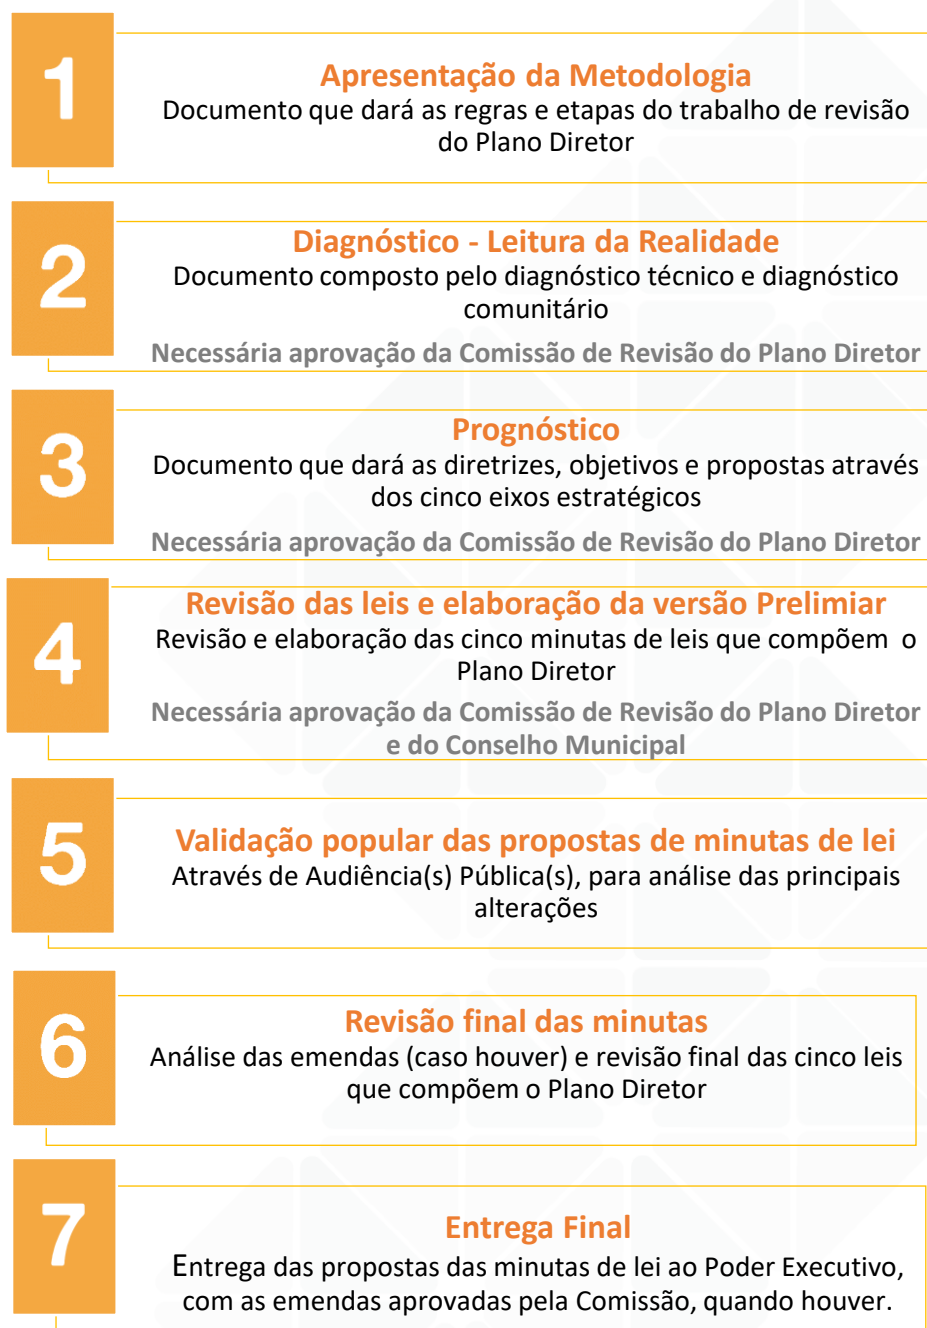 1
Apresentação da Metodologia
Documento que dará as regras e etapas do trabalho de revisão
do Plano Diretor
2
Diagnóstico - Leitura da Realidade
Documento composto pelo diagnóstico técnico e diagnóstico
comunitário
Necessária aprovação da Comissão de Revisão do Plano Diretor
3
Prognóstico
Documento que dará as diretrizes, objetivos e propostas através
dos cinco eixos estratégicos
Necessária aprovação da Comissão de Revisão do Plano Diretor
4
Revisão das leis e elaboração da versão Prelimiar
Revisão e elaboração das cinco minutas de leis que compõem o
Plano Diretor
Necessária aprovação da Comissão de Revisão do Plano Diretor
e do Conselho Municipal
5
Validação popular das propostas de minutas de lei
Através de Audiência(s) Pública(s), para análise das principais
alterações
6
Revisão final das minutas
Análise das emendas (caso houver) e revisão final das cinco leis
que compõem o Plano Diretor
7
Entrega Final
Entrega das propostas das minutas de lei ao Poder Executivo,
com as emendas aprovadas pela Comissão, quando houver.